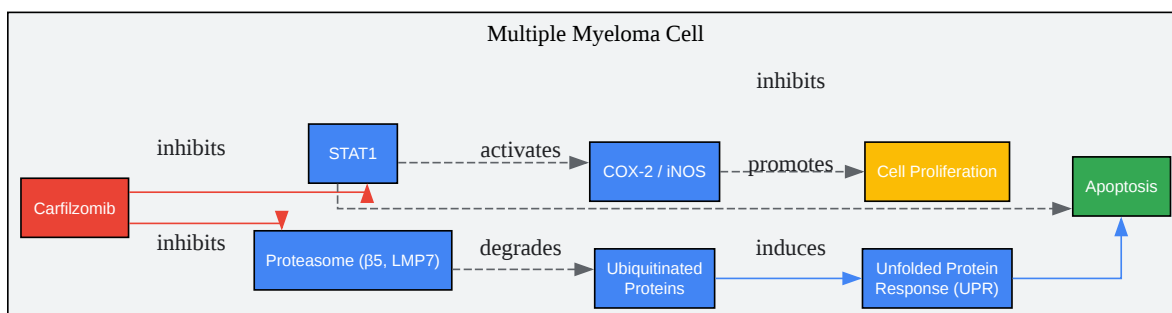 Multiple Myeloma Cell
inhibits
inhibits
STAT1
activates
COX-2 / iNOS
promotes
Cell Proliferation
Apoptosis
Carfilzomib
inhibits
Proteasome (β5, LMP7)
degrades
Ubiquitinated
Proteins
induces
Unfolded Protein
Response (UPR)